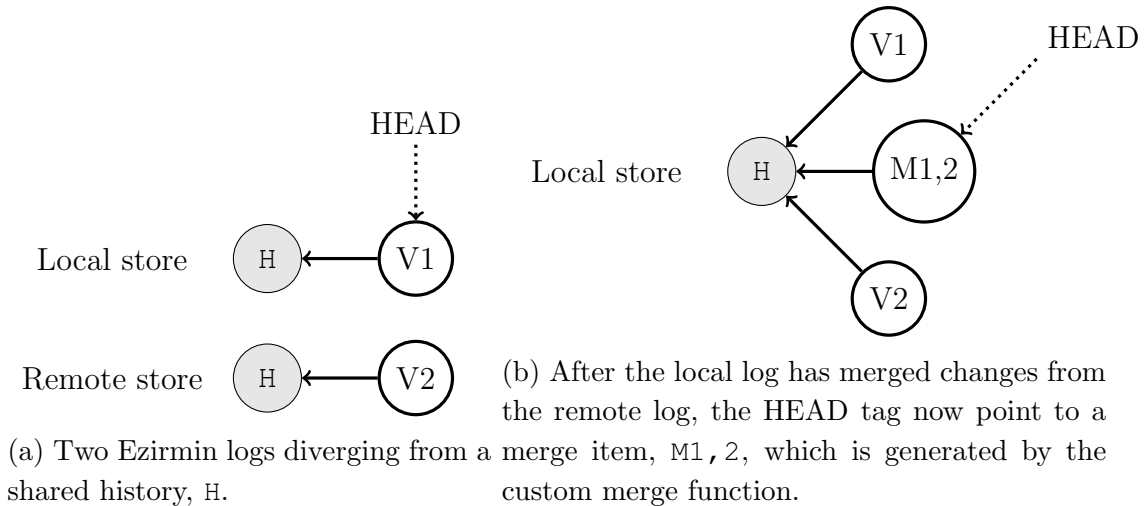 HEAD
Local store
H
V1
Remote store
H
V2
(a) Two Ezirmin logs diverging from a
shared history, H.
V1
HEAD
Local store
H
M1,2
V2
(b) After the local log has merged changes from
the remote log, the HEAD tag now point to a
merge item, M1,2, which is generated by the
custom merge function.